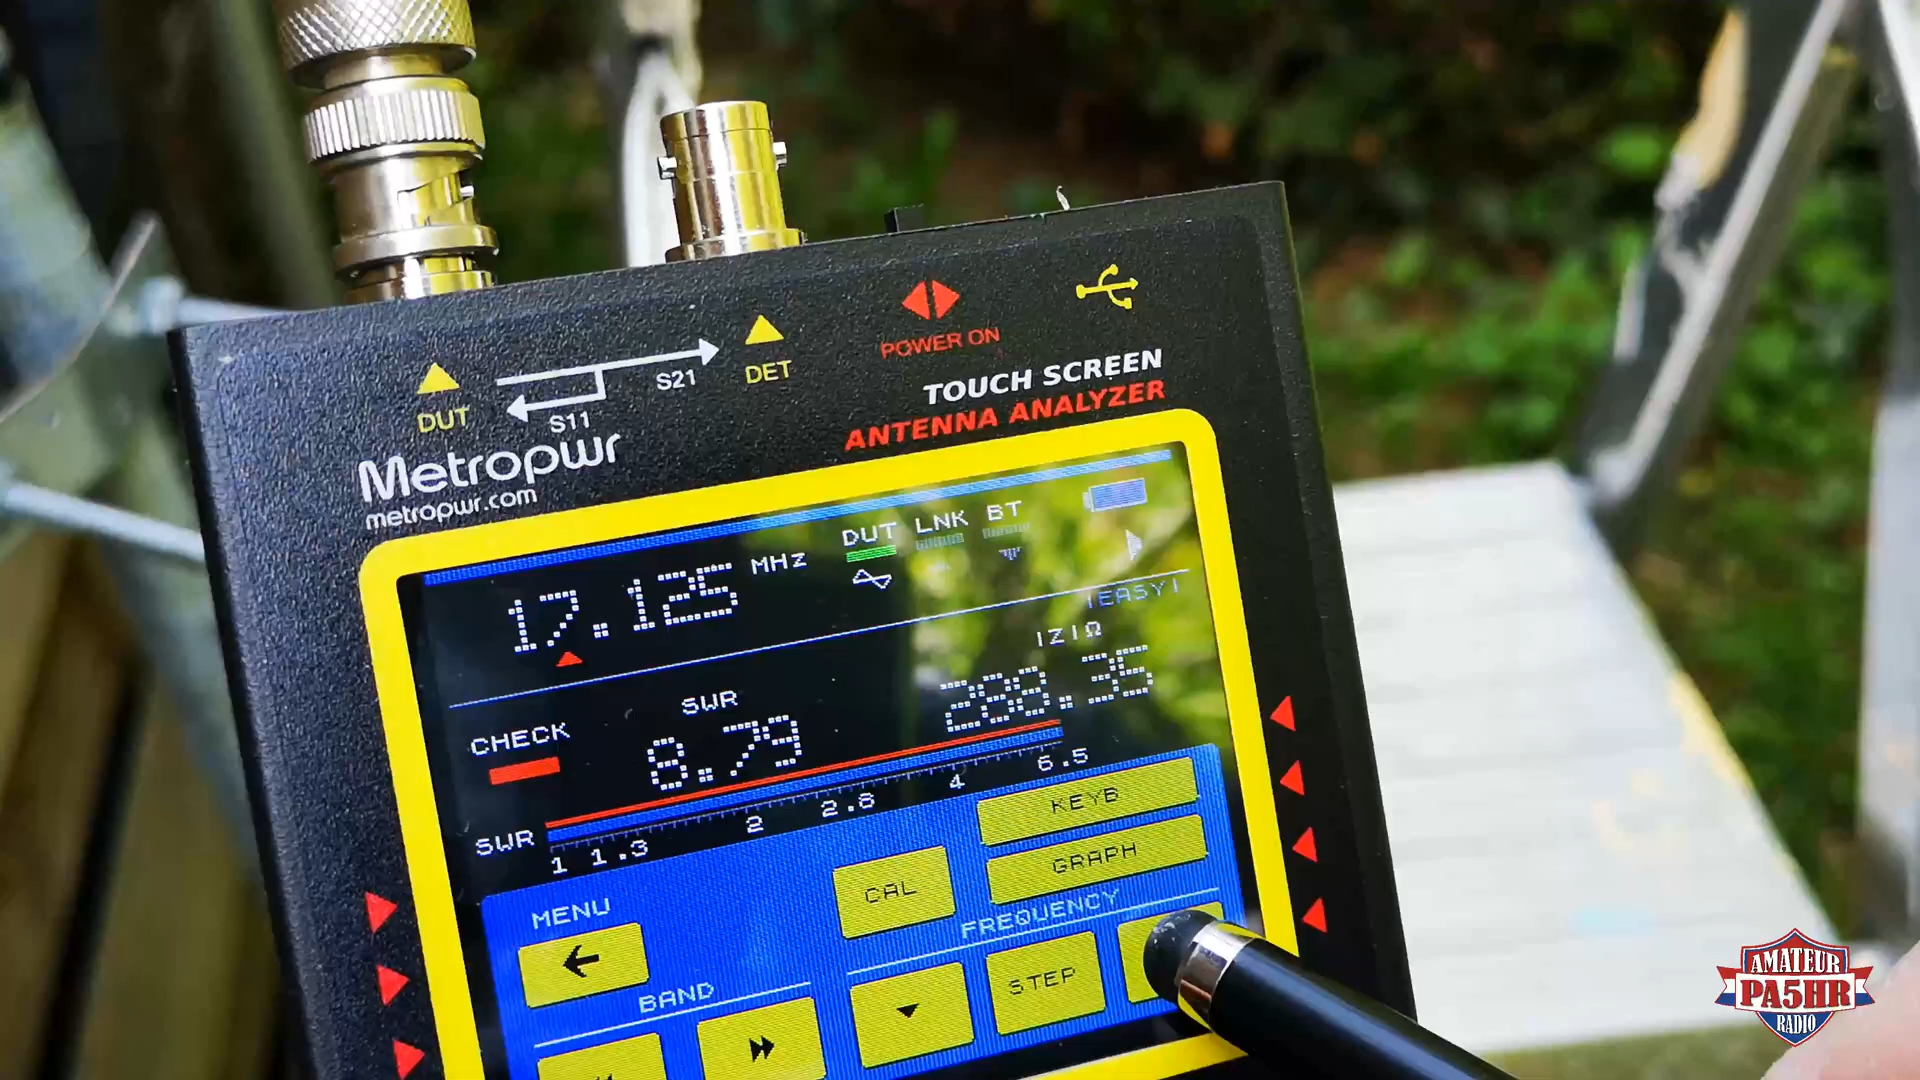 DUT
S11
S21
DET
POWER ON
TOUCH SCREEN
ANTENNA ANALYZER
Metropwr
metropwr.com
17.125 MHz
DUT LNK BT
EASY
CHECK
SWR
8.79
|Z|Ω
288.35
SWR
1 1.3 2 2.8 4 6.5
KEYB
GRAPH
CAL
MENU
FREQUENCY
STEP
BAND
AMATEUR
PA5HR
RADIO